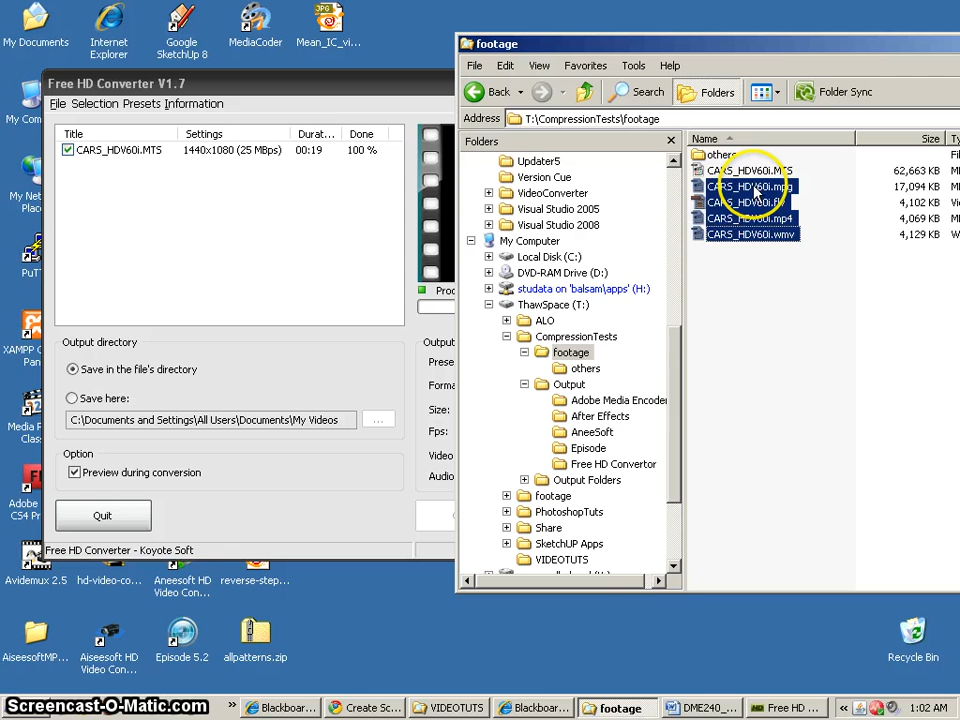 My Documents
Internet Explorer
Google SketchUP 8
MediaCoder
JPG
Mean_IC_vi...
My Com
My Net
Place
PuTT
XAMPP C
Pan
Media P
Class
Adobe
CS4 Pr
Avidemux 2.5
hd-video-co...
Aneesoft HD
Video Con...
reverse-step...
AiseesoftMP...
Aiseesoft HD
Video Con...
Episode 5.2
allpatterns.zip
Recycle Bin
Free HD Converter V1.7
File Selection Presets Information
Title Settings Durat... Done
CARS_HDV60i.MTS 1440x1080 (25 MBps) 00:19 100 %
Proc
Output directory
Save in the file's directory
Save here:
C:\Documents and Settings\All Users\Documents\My Videos ...
Option
Preview during conversion
Output
Prese
Forma
Size:
Fps:
Video
Audio
Quit
Free HD Converter - Koyote Soft
footage
File Edit View Favorites Tools Help
Back Search Folders Folder Sync
Address T:\CompressionTests\footage
Folders
Updater5
Version Cue
VideoConverter
Visual Studio 2005
Visual Studio 2008
My Computer
Local Disk (C:)
DVD-RAM Drive (D:)
studata on 'balsam\apps' (H:)
ThawSpace (T:)
ALO
CompressionTests
footage
others
Output
Adobe Media Encoder
After Effects
AneeSoft
Episode
Free HD Convertor
Output Folders
footage
PhotoshopTuts
Share
SketchUP Apps
VIDEOTUTS
Name Size
others Fi
CARS_HDV60i.MTS 62,663 KB M
CARS_HDV60i.mpg 17,094 KB M
CARS_HDV60i.flv 4,102 KB Vi
CARS_HDV60i.mp4 4,069 KB M
CARS_HDV60i.wmv 4,129 KB W
Screencast-O-Matic.com
» Blackboar... Create Sc... VIDEOTUTS Blackboar... footage DME240_... Free HD ... « 1:02 AM